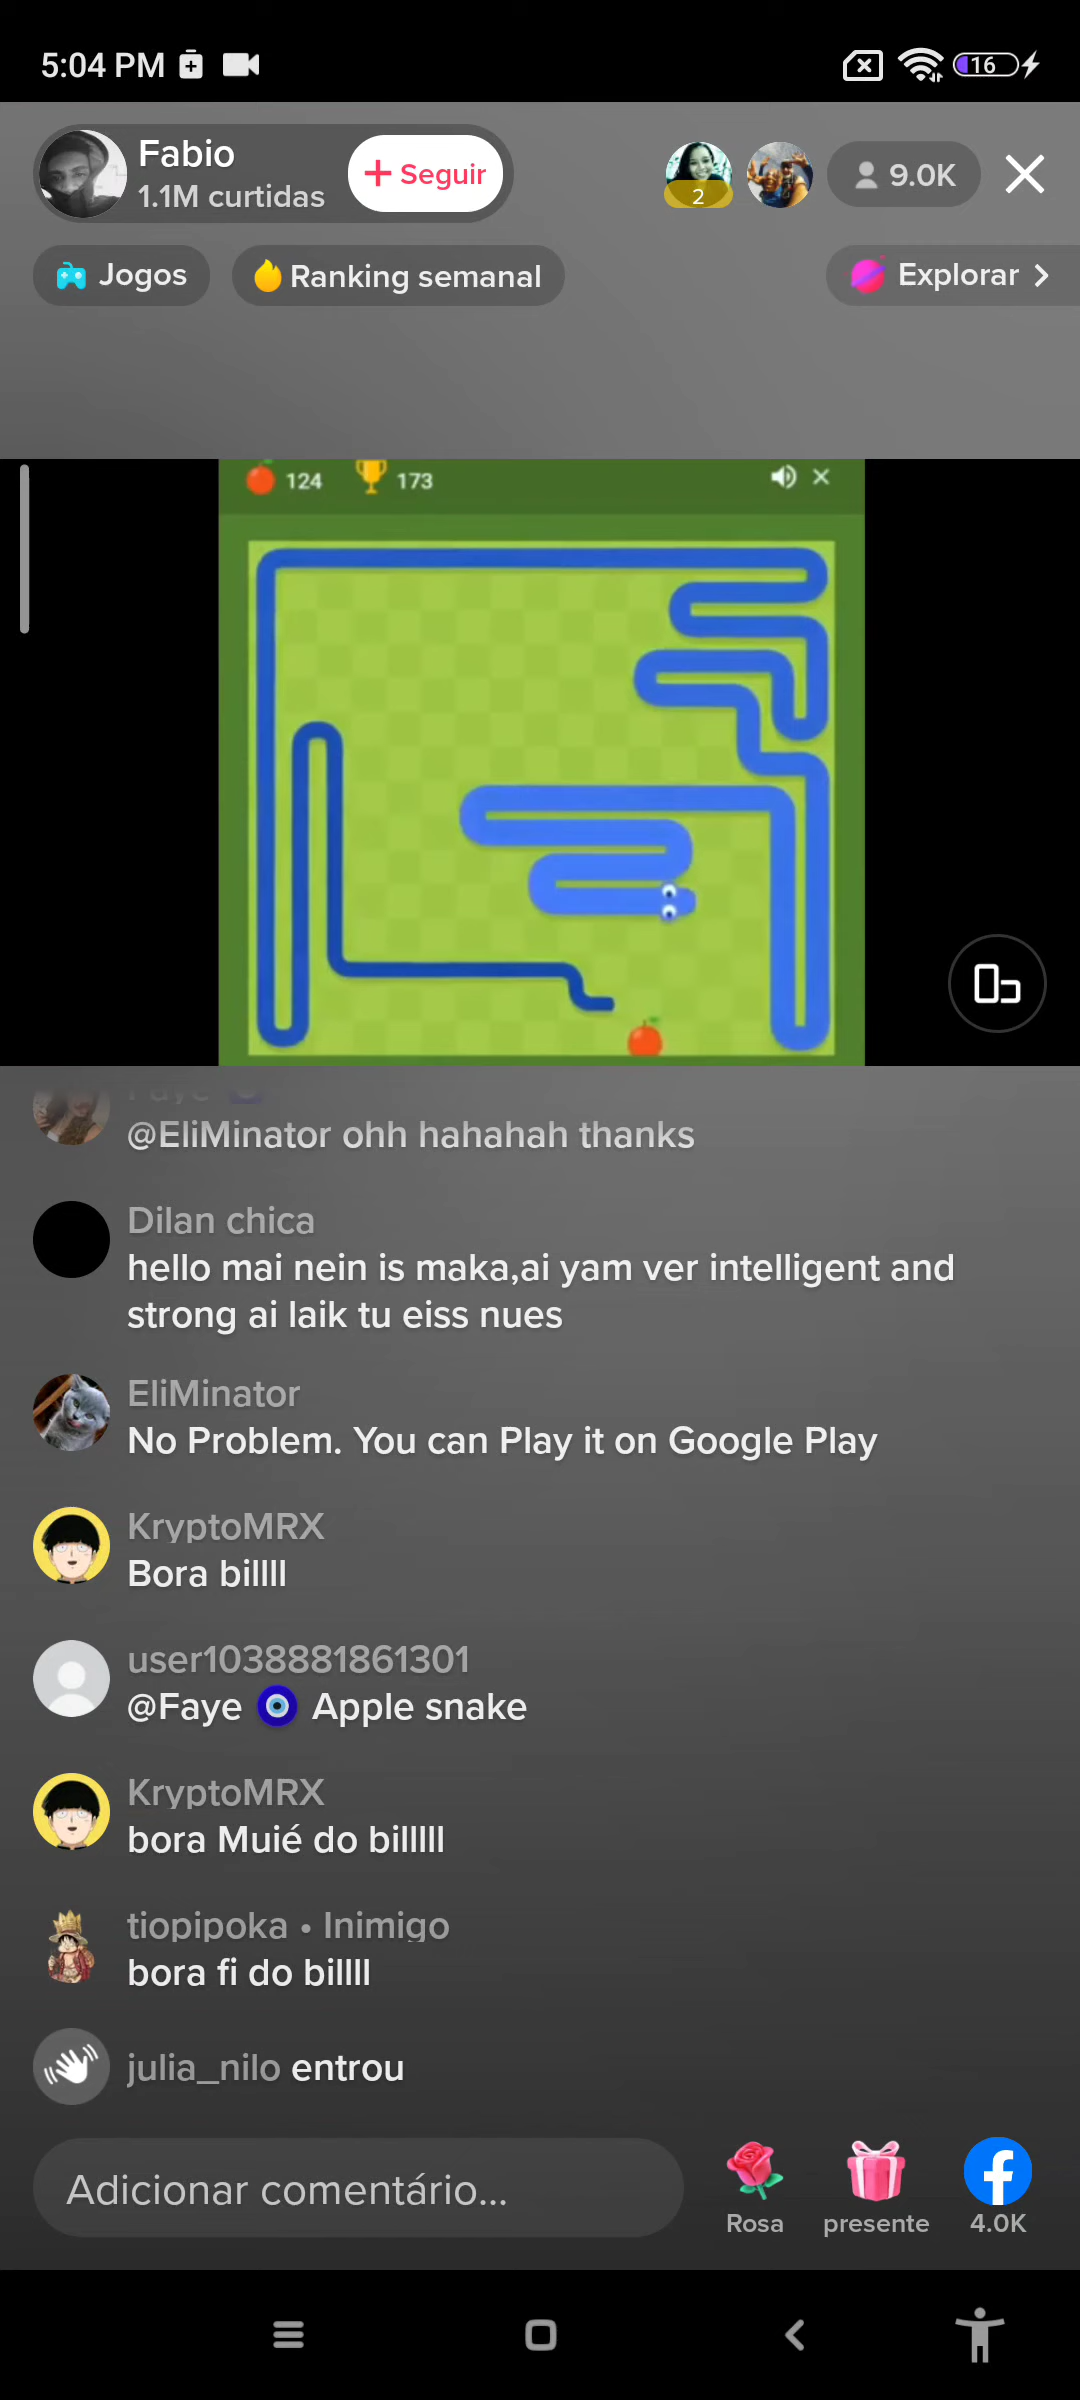 5:04 PM
16
Fabio
1.1M curtidas
+ Seguir
2
9.0K
Jogos
Ranking semanal
Explorar >
124
173
Faye
@EliMinator ohh hahahah thanks
Dilan chica
hello mai nein is maka,ai yam ver intelligent and
strong ai laik tu eiss nues
EliMinator
No Problem. You can Play it on Google Play
KryptoMRX
Bora billll
user1038881861301
@Faye 🧿 Apple snake
KryptoMRX
bora Muié do billlll
tiopipoka • Inimigo
bora fi do billll
julia_nilo entrou
Adicionar comentário...
Rosa
presente
4.0K